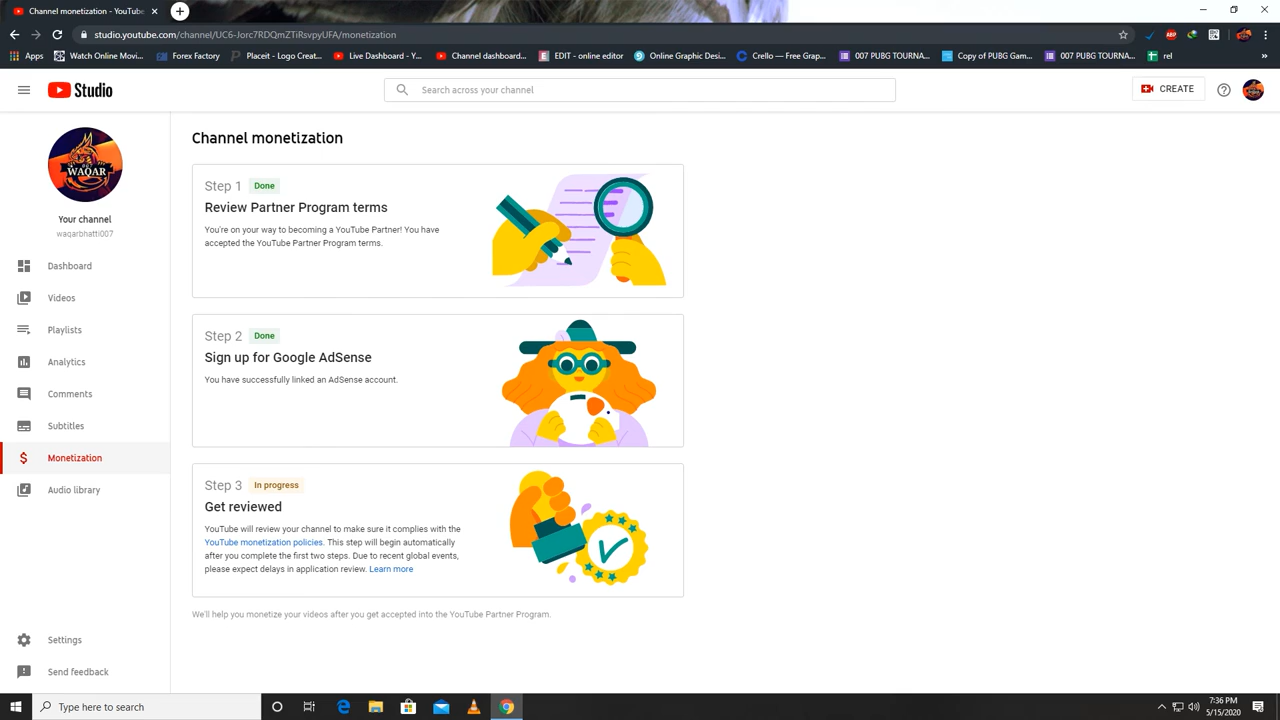 Channel monetization - YouTube
studio.youtube.com/channel/UC6-Jorc7RDQmZTiRsvpyUFA/monetization
Apps
Watch Online Movi...
Forex Factory
Placeit - Logo Creat...
Live Dashboard - Y...
Channel dashboard...
EDIT - online editor
Online Graphic Desi...
Crello — Free Grap...
007 PUBG TOURNA...
Copy of PUBG Gam...
007 PUBG TOURNA...
rel
Studio
Search across your channel
CREATE
WAQAR
Your channel
waqarbhatti007
Dashboard
Videos
Playlists
Analytics
Comments
Subtitles
Monetization
Audio library
Settings
Send feedback
Channel monetization
Step 1 Done
Review Partner Program terms
You're on your way to becoming a YouTube Partner! You have
accepted the YouTube Partner Program terms.
Step 2 Done
Sign up for Google AdSense
You have successfully linked an AdSense account.
Step 3 In progress
Get reviewed
YouTube will review your channel to make sure it complies with the
YouTube monetization policies. This step will begin automatically
after you complete the first two steps. Due to recent global events,
please expect delays in application review. Learn more
We'll help you monetize your videos after you get accepted into the YouTube Partner Program.
Type here to search
7:36 PM
5/15/2020